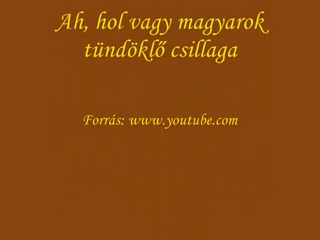 Ah, hol vagy magyarok
tündöklő csillaga
Forrás: www.youtube.com